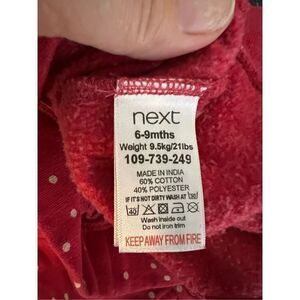 next
6-9mths
Weight 9.5kg/21lbs
109-739-249
MADE IN INDIA
60% COTTON
40% POLYESTER
IF IT'S NOT DIRTY WASH AT 30
Wash inside out
Do not iron trim
KEEP AWAY FROM FIRE